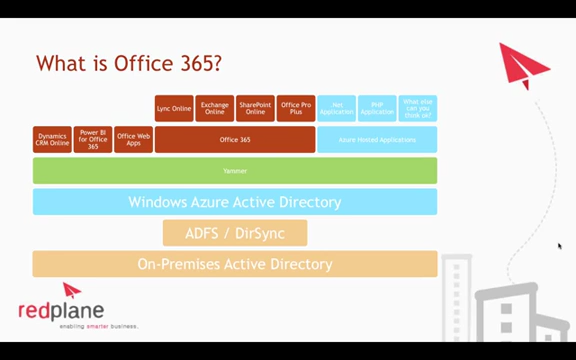 What is Office 365?
Lync Online
Exchange
Online
SharePoint
Online
Office Pro
Plus
.Net
Application
PHP
Application
What else
can you
think of?
Dynamics
CRM Online
Power BI
for Office
365
Office Web
Apps
Office 365
Azure Hosted Applications
Yammer
Windows Azure Active Directory
ADFS / DirSync
On-Premises Active Directory
redplane
enabling smarter business.